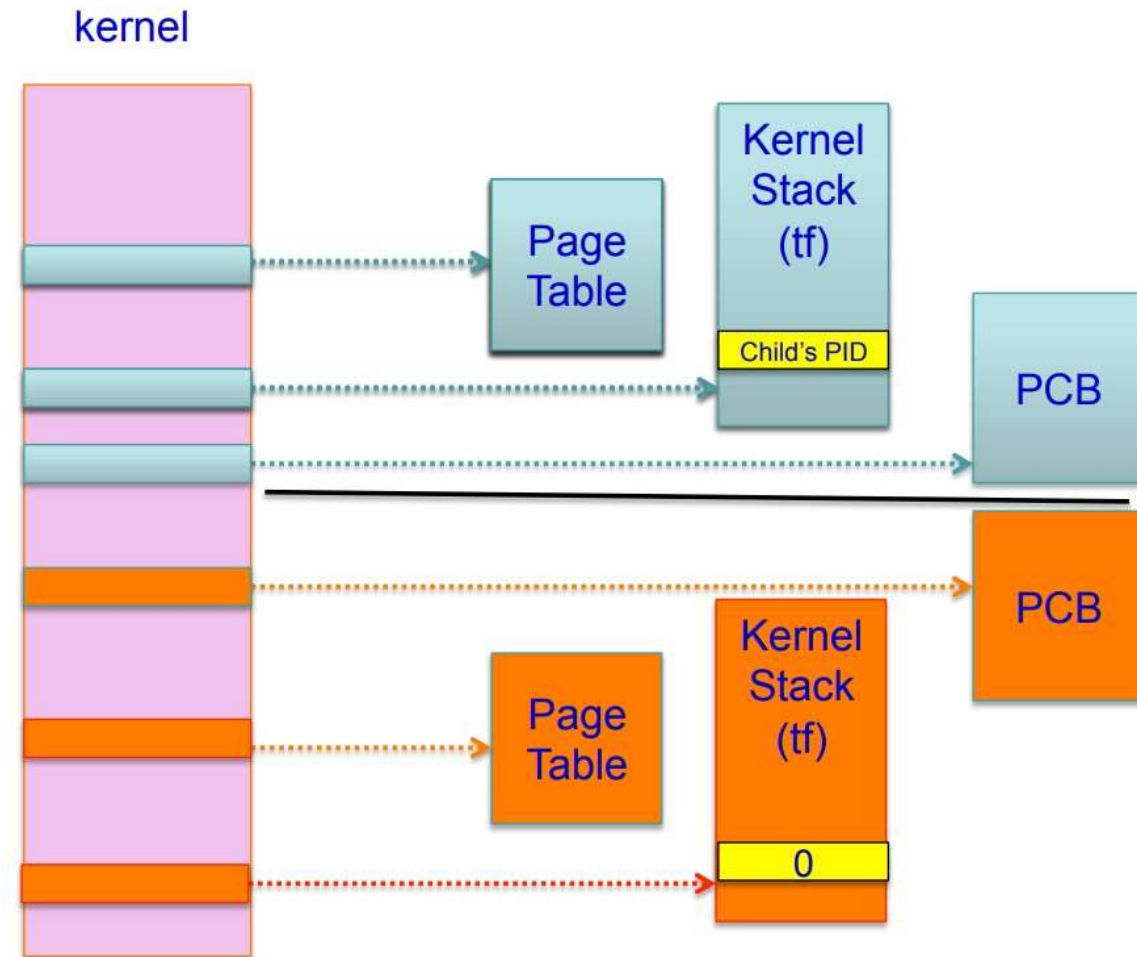 kernel
Kernel
Stack
(tf)
Page
Table
Child's PID
PCB
PCB
Kernel
Stack
(tf)
Page
Table
0